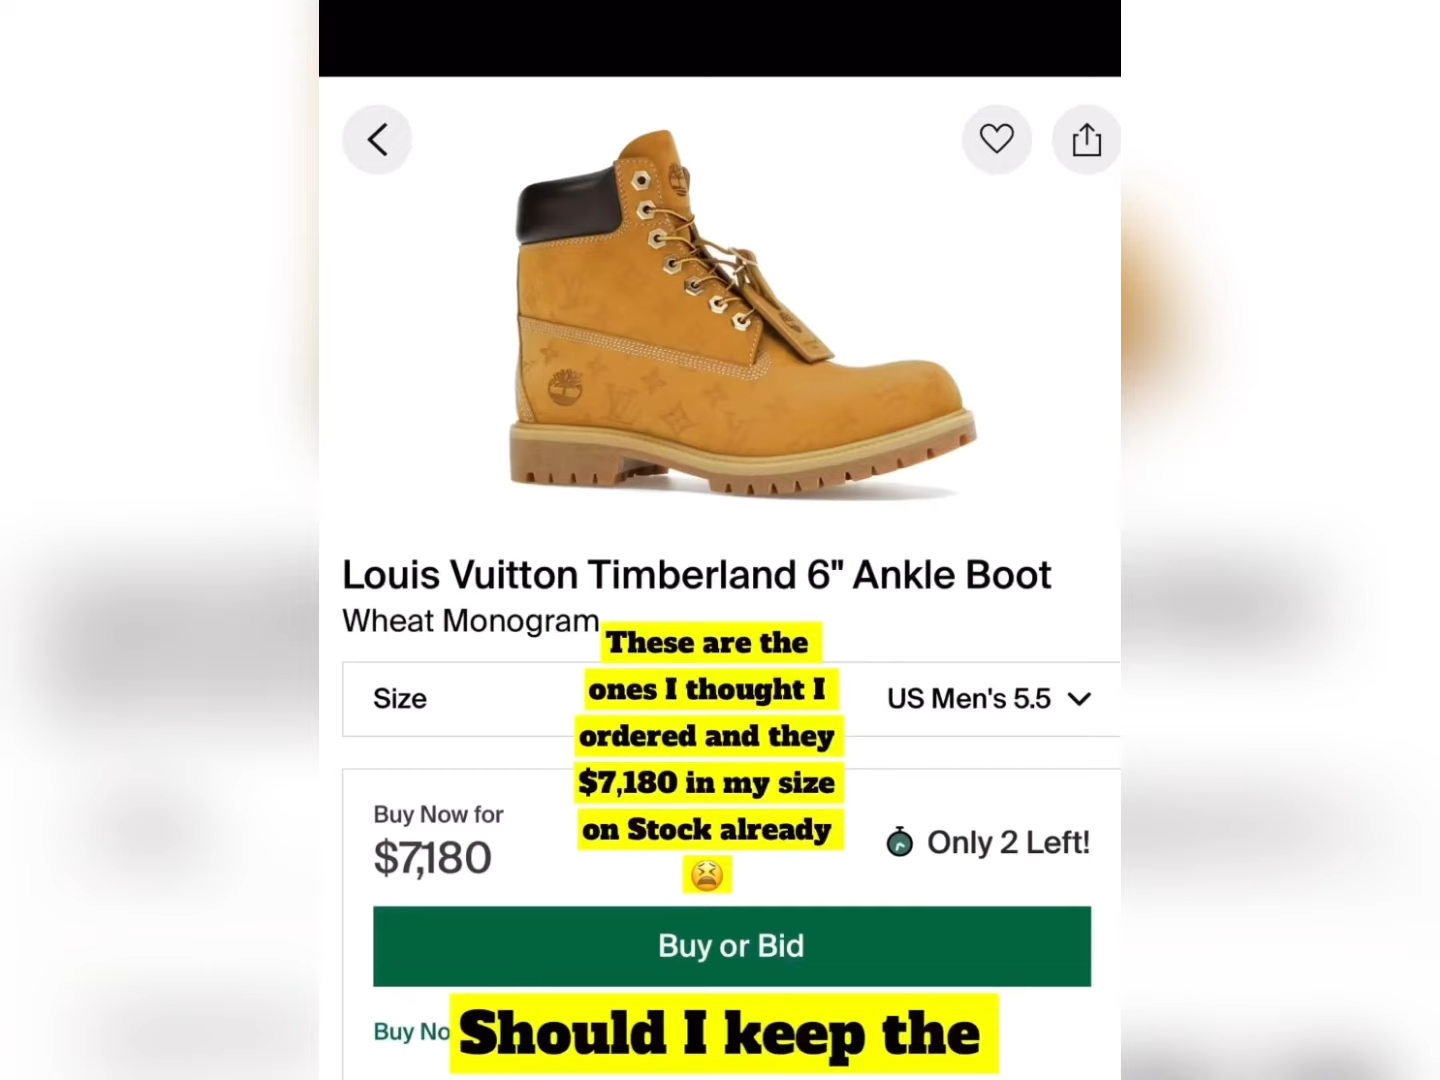 Louis Vuitton Timberland 6" Ankle Boot
Wheat Monogram
These are the
ones I thought I
ordered and they
$7,180 in my size
on Stock already
😫
Size
US Men's 5.5
Buy Now for
$7,180
Only 2 Left!
Buy or Bid
Buy No
Should I keep the